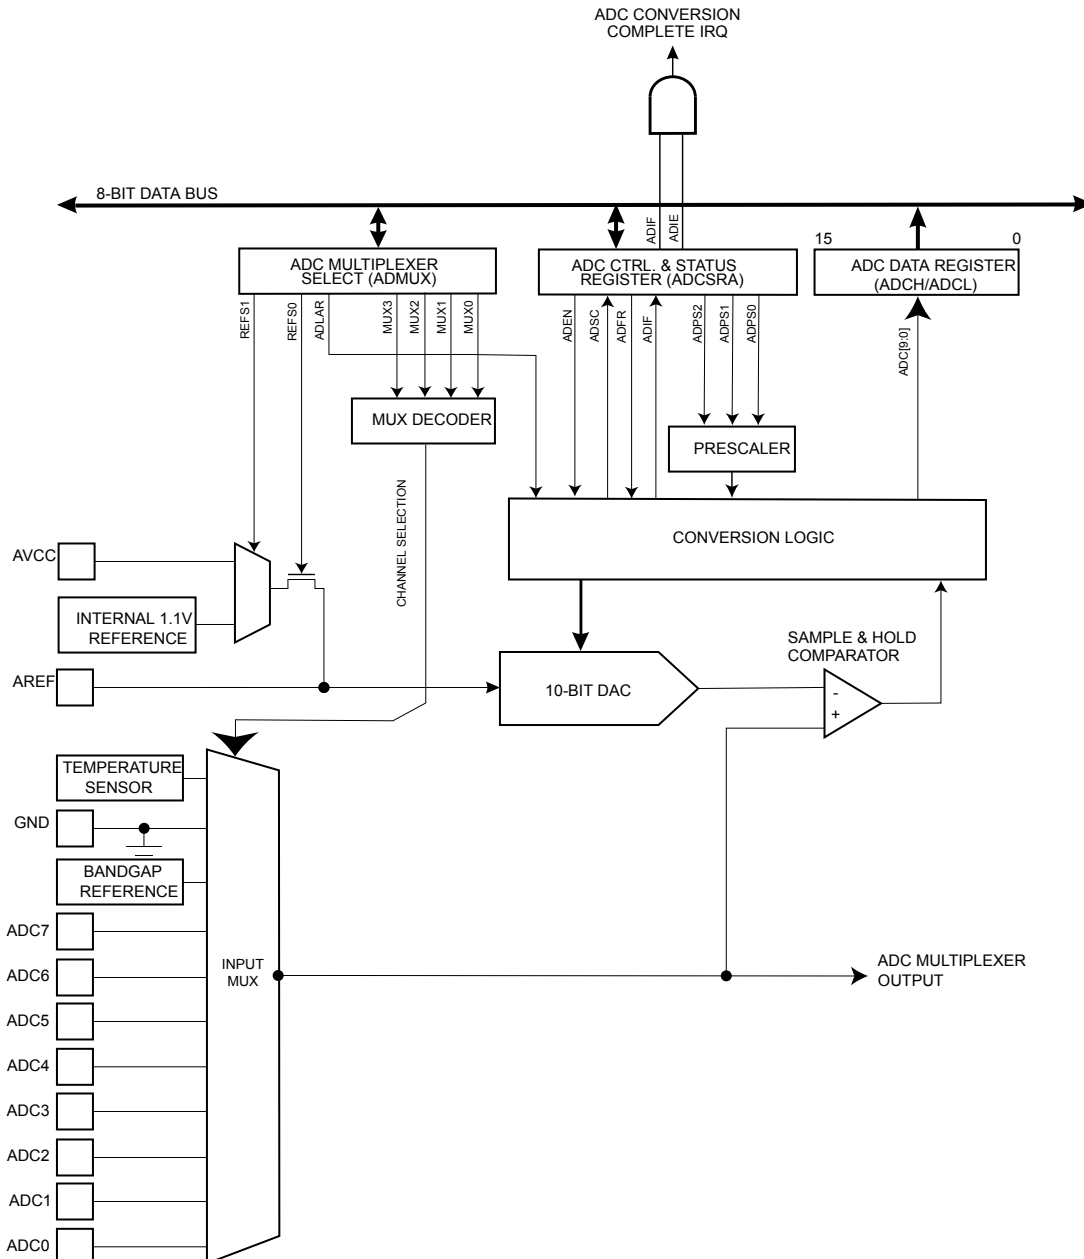 ADC CONVERSION
COMPLETE IRQ
8-BIT DATA BUS
ADIF
ADIE
15
0
ADC MULTIPLEXER
SELECT (ADMUX)
ADC CTRL. & STATUS
REGISTER (ADCSRA)
ADC DATA REGISTER
(ADCH/ADCL)
REFS1
REFS0
ADLAR
MUX3
MUX2
MUX1
MUX0
ADEN
ADSC
ADFR
ADIF
ADPS2
ADPS1
ADPS0
ADC[9:0]
MUX DECODER
PRESCALER
CHANNEL SELECTION
CONVERSION LOGIC
AVCC
INTERNAL 1.1V
REFERENCE
SAMPLE & HOLD
COMPARATOR
AREF
10-BIT DAC
-
+
TEMPERATURE
SENSOR
GND
BANDGAP
REFERENCE
ADC7
ADC6
INPUT
MUX
ADC MULTIPLEXER
OUTPUT
ADC5
ADC4
ADC3
ADC2
ADC1
ADC0